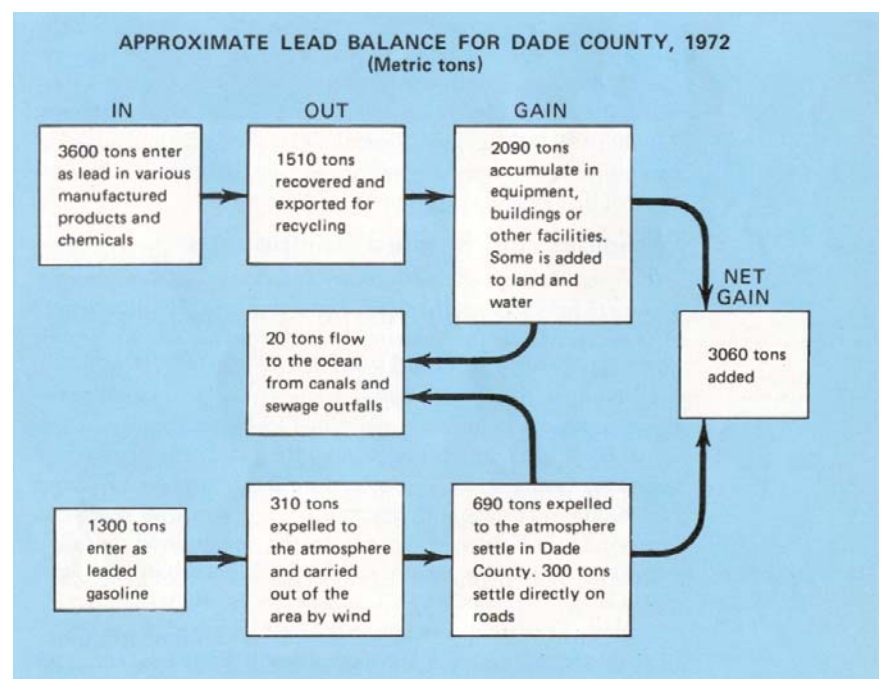 APPROXIMATE LEAD BALANCE FOR DADE COUNTY, 1972
(Metric tons)
IN
OUT
GAIN
3600 tons enter
as lead in various
manufactured
products and
chemicals
1510 tons
recovered and
exported for
recycling
2090 tons
accumulate in
equipment,
buildings or
other facilities.
Some is added
to land and
water
NET
GAIN
3060 tons
added
20 tons flow
to the ocean
from canals and
sewage outfalls
1300 tons
enter as
leaded
gasoline
310 tons
expelled to
the atmosphere
and carried
out of the
area by wind
690 tons expelled
to the atmosphere
settle in Dade
County. 300 tons
settle directly on
roads